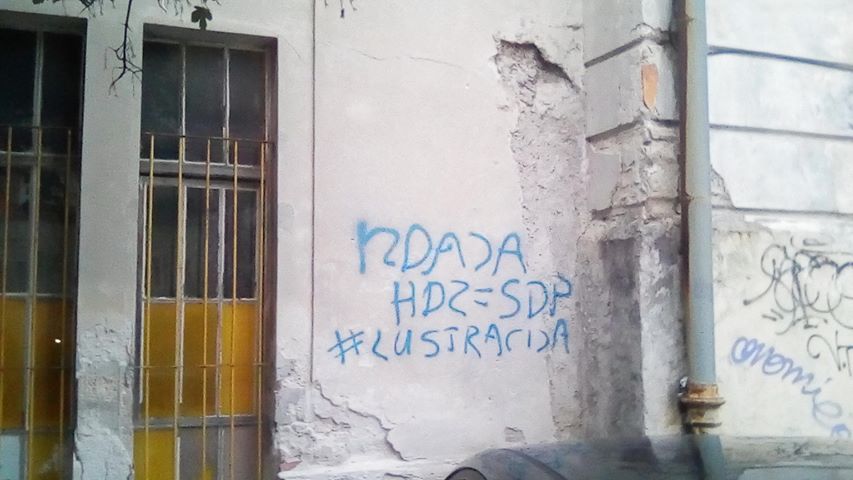 IZDAJA
HDZ=SDP
#LUSTRACIJA